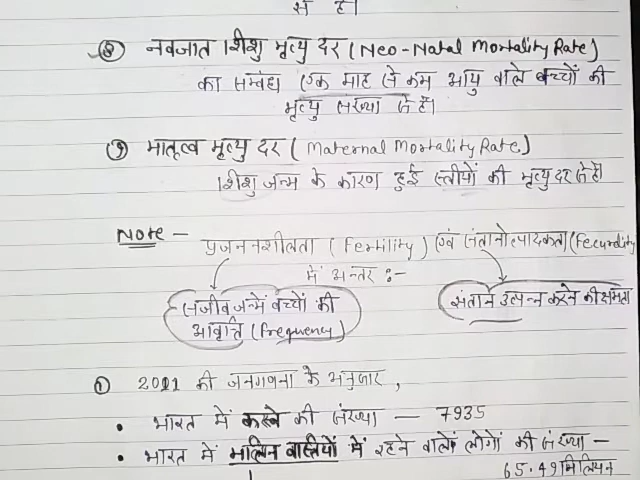 से है।
⑧ नवजात शिशु मृत्यु दर (Neo-Natal Mortality Rate)
का सम्बंध एक माह से कम आयु वाले बच्चों की
मृत्यु संख्या से है।
⑨ मातृत्व मृत्यु दर (Maternal Mortality Rate)
शिशु जन्म के कारण हुई स्त्रीयों की मृत्यु दर से है।
Note - प्रजननशीलता (Fertility) एवं संतानोत्पादकता (Fecundity
में अन्तर :-
सजीव जन्में बच्चों की संतान उत्पन्न करने की क्षमता
आवृत्ति (Frequency)
① 2011 की जनगणना के अनुसार,
• भारत में कस्बे की संख्या — 7935
• भारत में मलिन बास्तियों में रहने वाले लोगों की संख्या —
65.49 मिलियन